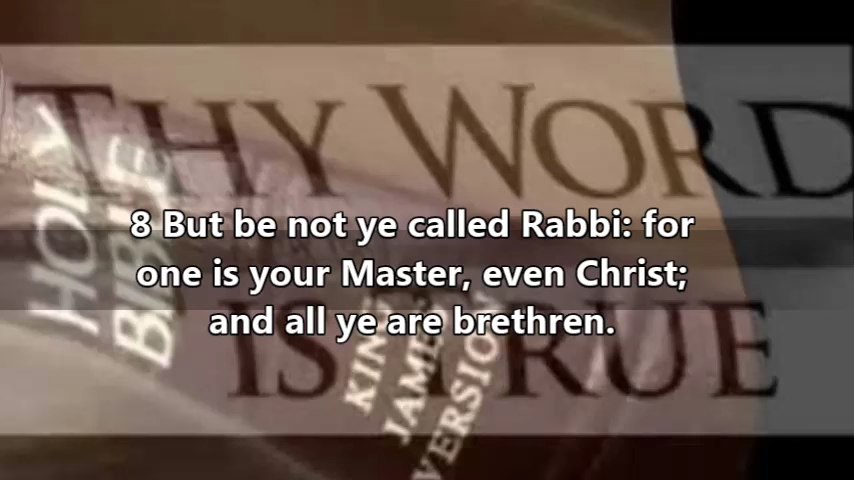 THY WORD
IS TRUE
HOLY
BIBLE
KING
JAMES
VERSION
8 But be not ye called Rabbi: for
one is your Master, even Christ;
and all ye are brethren.